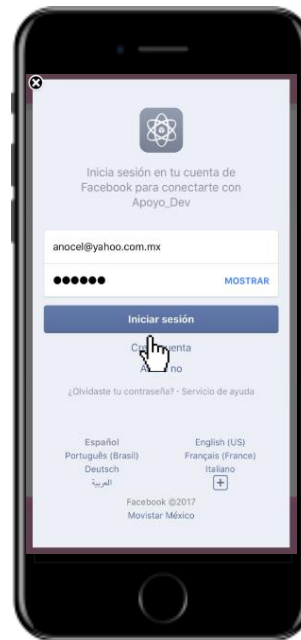 Inicia sesión en tu cuenta de
Facebook para conectarte con
Apoyo_Dev
anocel@yahoo.com.mx
●●●●●● MOSTRAR
Iniciar sesión
no
¿Olvidaste tu contraseña? · Servicio de ayuda
Español English (US)
Português (Brasil) Français (France)
Deutsch Italiano
العربية
Facebook ©2017
Movistar México